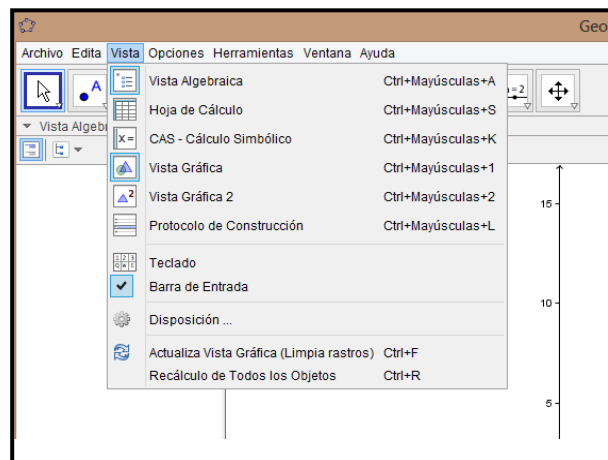 Geo
Archivo Edita Vista Opciones Herramientas Ventana Ayuda
A
=2
Vista Algebraica Ctrl+Mayúsculas+A
Hoja de Cálculo Ctrl+Mayúsculas+S
CAS - Cálculo Simbólico Ctrl+Mayúsculas+K
Vista Gráfica Ctrl+Mayúsculas+1
Vista Gráfica 2 Ctrl+Mayúsculas+2
Protocolo de Construcción Ctrl+Mayúsculas+L
Teclado
Barra de Entrada
Disposición ...
Actualiza Vista Gráfica (Limpia rastros) Ctrl+F
Recálculo de Todos los Objetos Ctrl+R
Vista Algeb
15
10
5